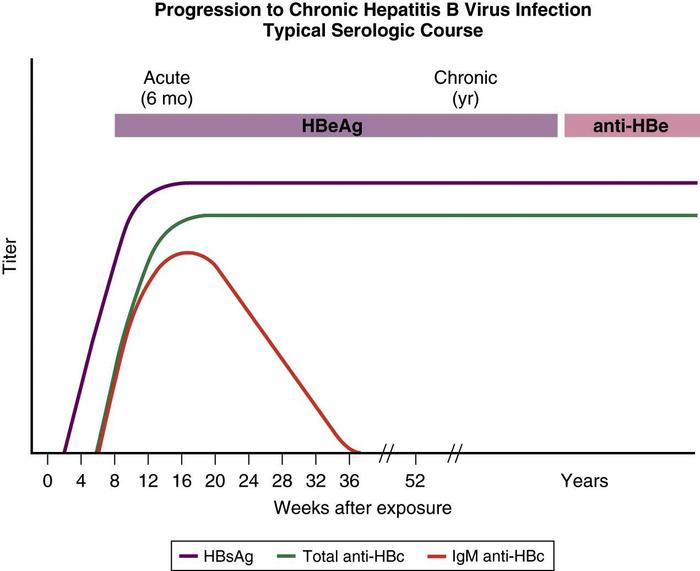 Progression to Chronic Hepatitis B Virus Infection
Typical Serologic Course
Acute
(6 mo)
Chronic
(yr)
HBeAg
anti-HBe
Titer
0 4 8 12 16 20 24 28 32 36 52 Years
Weeks after exposure
HBsAg Total anti-HBc IgM anti-HBc